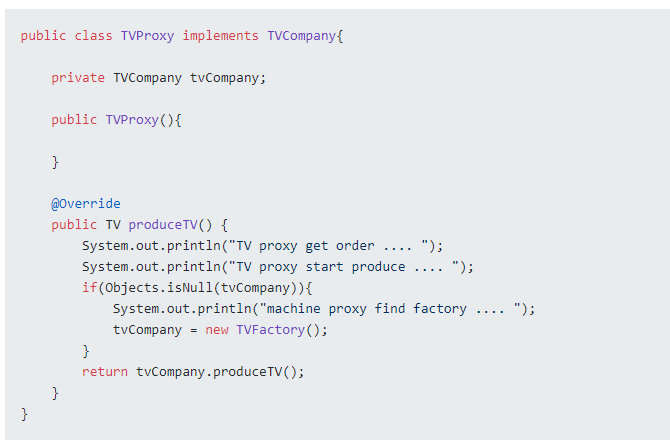 public class TVProxy implements TVCompany{
private TVCompany tvCompany;
public TVProxy(){
}
@Override
public TV produceTV() {
System.out.println("TV proxy get order .... ");
System.out.println("TV proxy start produce .... ");
if(Objects.isNull(tvCompany)){
System.out.println("machine proxy find factory .... ");
tvCompany = new TVFactory();
}
return tvCompany.produceTV();
}
}